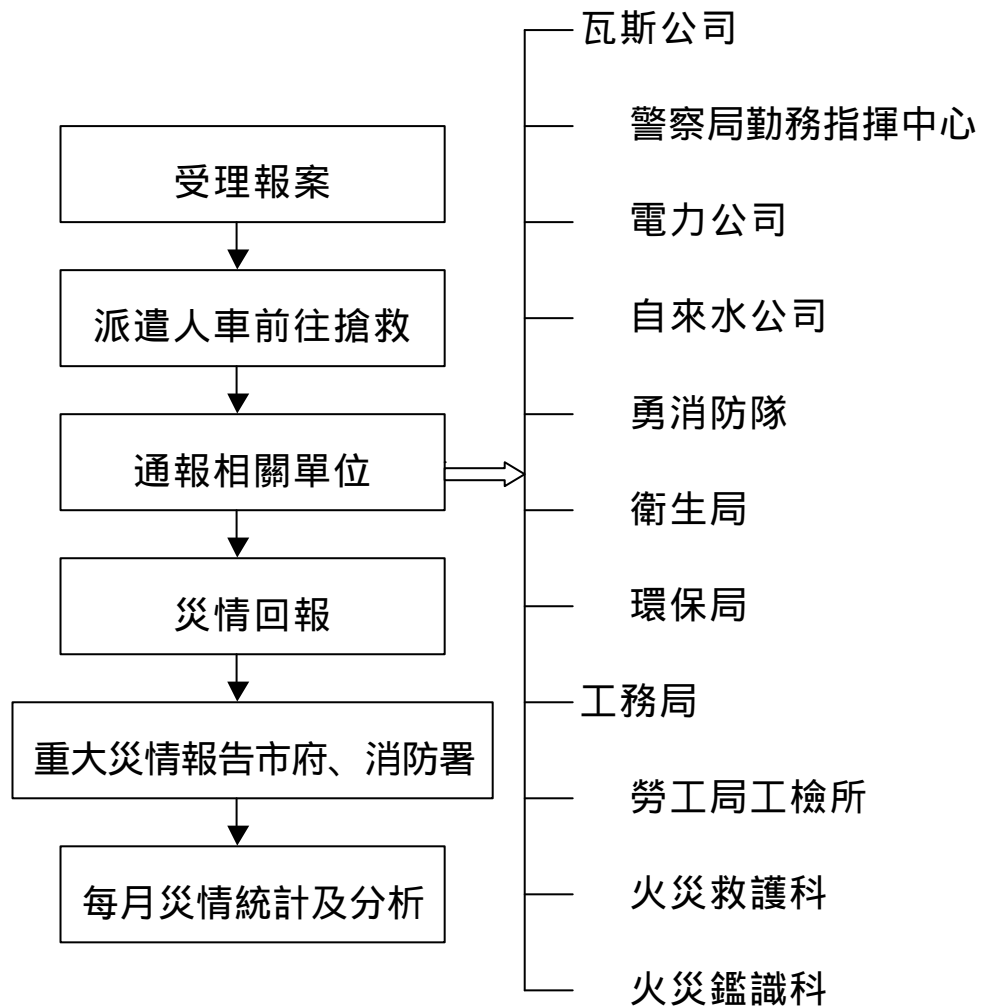 受理報案
派遣人車前往搶救
通報相關單位
災情回報
重大災情報告市府、消防署
每月災情統計及分析
瓦斯公司
警察局勤務指揮中心
電力公司
自來水公司
勇消防隊
衛生局
環保局
工務局
勞工局工檢所
火災救護科
火災鑑識科